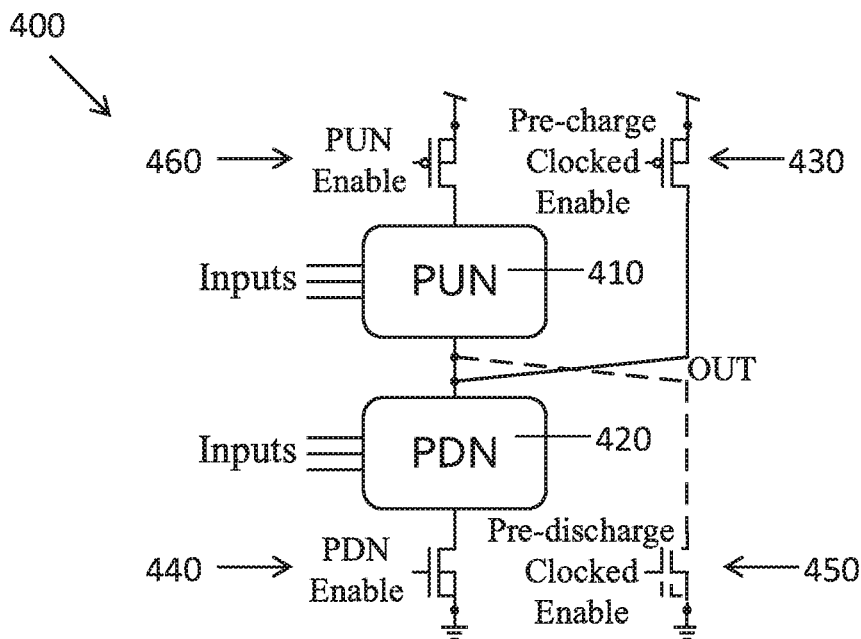 400
460
PUN
Enable
Pre-charge
Clocked
Enable
430
Inputs
PUN
410
OUT
Inputs
PDN
420
440
PDN
Enable
Pre-discharge
Clocked
Enable
450